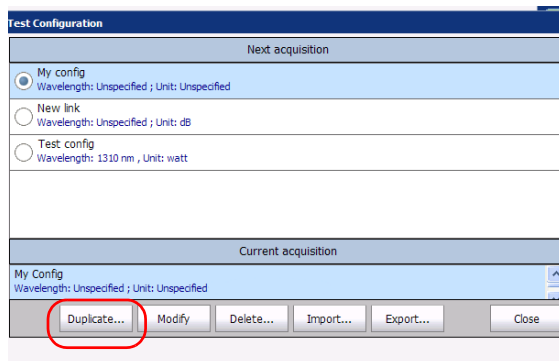 Test Configuration
Next acquisition
My config
Wavelength: Unspecified ; Unit: Unspecified
New link
Wavelength: Unspecified ; Unit: dB
Test config
Wavelength: 1310 nm , Unit: watt
Current acquisition
My Config
Wavelength: Unspecified ; Unit: Unspecified
Duplicate... Modify Delete... Import... Export... Close